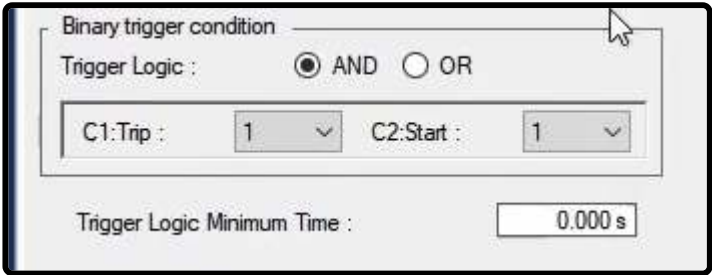 Binary trigger condition
Trigger Logic : AND OR
C1:Trip : 1 C2:Start : 1
Trigger Logic Minimum Time : 0.000 s